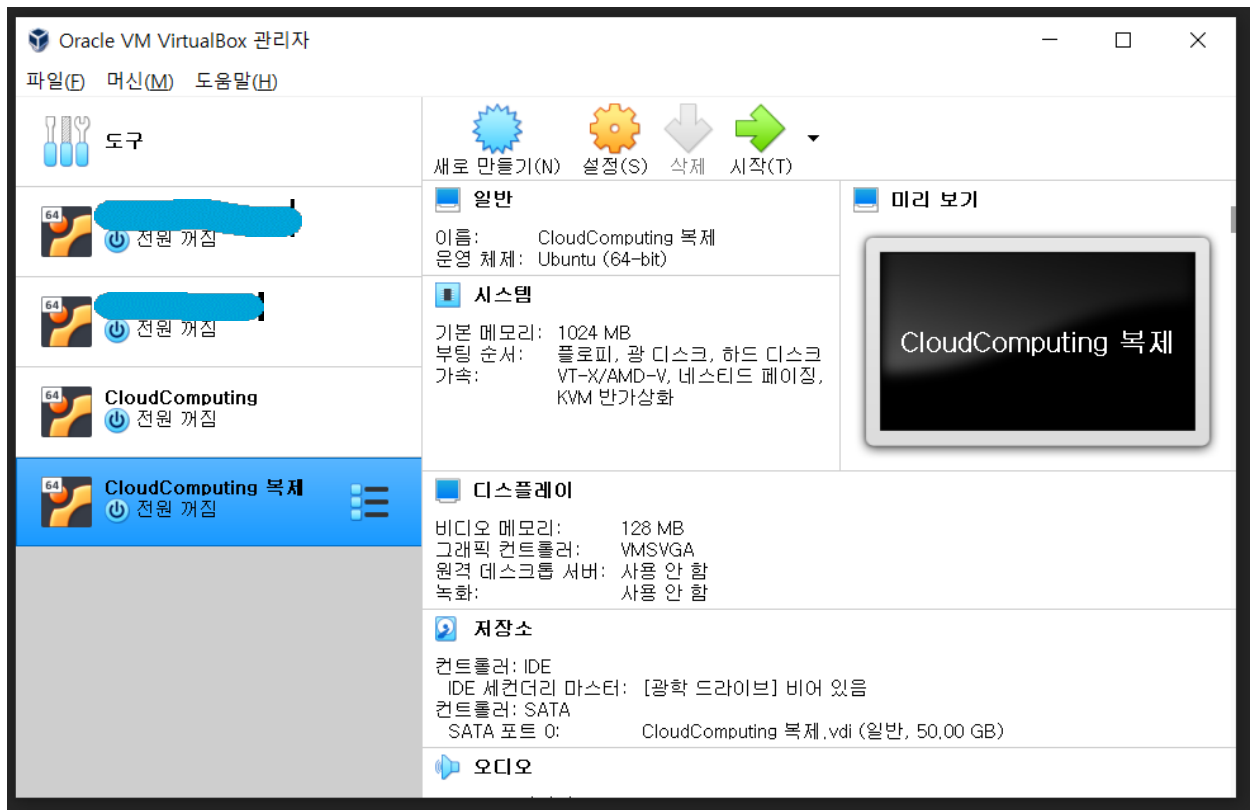 Oracle VM VirtualBox 관리자
파일(F) 머신(M) 도움말(H)
도구
새로 만들기(N) 설정(S) 삭제 시작(T)
64
전원 꺼짐
64
전원 꺼짐
64
CloudComputing
전원 꺼짐
64
CloudComputing 복제
전원 꺼짐
일반
이름: CloudComputing 복제
운영 체제: Ubuntu (64-bit)
시스템
기본 메모리: 1024 MB
부팅 순서: 플로피, 광 디스크, 하드 디스크
가속: VT-X/AMD-V, 네스티드 페이징,
KVM 반가상화
미리 보기
CloudComputing 복제
디스플레이
비디오 메모리: 128 MB
그래픽 컨트롤러: VMSVGA
원격 데스크톱 서버: 사용 안 함
녹화: 사용 안 함
저장소
컨트롤러: IDE
IDE 세컨더리 마스터: [광학 드라이브] 비어 있음
컨트롤러: SATA
SATA 포트 0: CloudComputing 복제.vdi (일반, 50.00 GB)
오디오